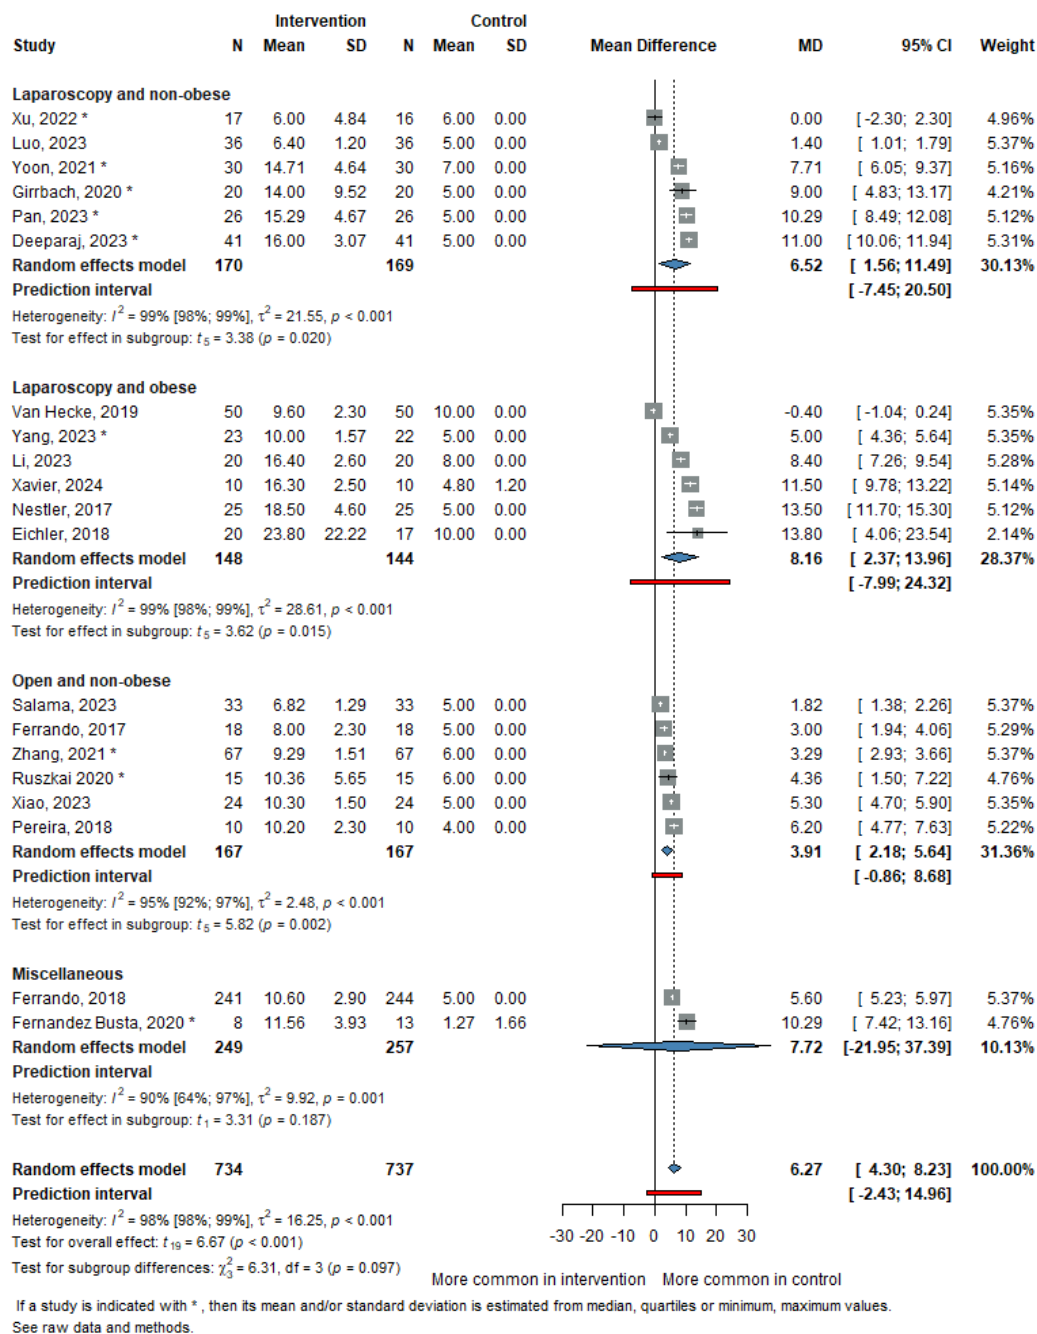 Intervention Control
Study N Mean SD N Mean SD Mean Difference MD 95% CI Weight
Laparoscopy and non-obese
Xu, 2022 * 17 6.00 4.84 16 6.00 0.00 0.00 [ -2.30; 2.30] 4.96%
Luo, 2023 36 6.40 1.20 36 5.00 0.00 1.40 [ 1.01; 1.79] 5.37%
Yoon, 2021 * 30 14.71 4.64 30 7.00 0.00 7.71 [ 6.05; 9.37] 5.16%
Girrbach, 2020 * 20 14.00 9.52 20 5.00 0.00 9.00 [ 4.83; 13.17] 4.21%
Pan, 2023 * 26 15.29 4.67 26 5.00 0.00 10.29 [ 8.49; 12.08] 5.12%
Deeparaj, 2023 * 41 16.00 3.07 41 5.00 0.00 11.00 [ 10.06; 11.94] 5.31%
Random effects model 170 169 6.52 [ 1.56; 11.49] 30.13%
Prediction interval [ -7.45; 20.50]
Heterogeneity: I² = 99% [98%; 99%], τ² = 21.55, p < 0.001
Test for effect in subgroup: t₅ = 3.38 (p = 0.020)
Laparoscopy and obese
Van Hecke, 2019 50 9.60 2.30 50 10.00 0.00 -0.40 [ -1.04; 0.24] 5.35%
Yang, 2023 * 23 10.00 1.57 22 5.00 0.00 5.00 [ 4.36; 5.64] 5.35%
Li, 2023 20 16.40 2.60 20 8.00 0.00 8.40 [ 7.26; 9.54] 5.28%
Xavier, 2024 10 16.30 2.50 10 4.80 1.20 11.50 [ 9.78; 13.22] 5.14%
Nestler, 2017 25 18.50 4.60 25 5.00 0.00 13.50 [ 11.70; 15.30] 5.12%
Eichler, 2018 20 23.80 22.22 17 10.00 0.00 13.80 [ 4.06; 23.54] 2.14%
Random effects model 148 144 8.16 [ 2.37; 13.96] 28.37%
Prediction interval [ -7.99; 24.32]
Heterogeneity: I² = 99% [98%; 99%], τ² = 28.61, p < 0.001
Test for effect in subgroup: t₅ = 3.62 (p = 0.015)
Open and non-obese
Salama, 2023 33 6.82 1.29 33 5.00 0.00 1.82 [ 1.38; 2.26] 5.37%
Ferrando, 2017 18 8.00 2.30 18 5.00 0.00 3.00 [ 1.94; 4.06] 5.29%
Zhang, 2021 * 67 9.29 1.51 67 6.00 0.00 3.29 [ 2.93; 3.66] 5.37%
Ruszkai 2020 * 15 10.36 5.65 15 6.00 0.00 4.36 [ 1.50; 7.22] 4.76%
Xiao, 2023 24 10.30 1.50 24 5.00 0.00 5.30 [ 4.70; 5.90] 5.35%
Pereira, 2018 10 10.20 2.30 10 4.00 0.00 6.20 [ 4.77; 7.63] 5.22%
Random effects model 167 167 3.91 [ 2.18; 5.64] 31.36%
Prediction interval [ -0.86; 8.68]
Heterogeneity: I² = 95% [92%; 97%], τ² = 2.48, p < 0.001
Test for effect in subgroup: t₅ = 5.82 (p = 0.002)
Miscellaneous
Ferrando, 2018 241 10.60 2.90 244 5.00 0.00 5.60 [ 5.23; 5.97] 5.37%
Fernandez Busta, 2020 * 8 11.56 3.93 13 1.27 1.66 10.29 [ 7.42; 13.16] 4.76%
Random effects model 249 257 7.72 [-21.95; 37.39] 10.13%
Prediction interval
Heterogeneity: I² = 90% [64%; 97%], τ² = 9.92, p = 0.001
Test for effect in subgroup: t₁ = 3.31 (p = 0.187)
Random effects model 734 737 6.27 [ 4.30; 8.23] 100.00%
Prediction interval [ -2.43; 14.96]
Heterogeneity: I² = 98% [98%; 99%], τ² = 16.25, p < 0.001
Test for overall effect: t₁₉ = 6.67 (p < 0.001)
Test for subgroup differences: χ²₃ = 6.31, df = 3 (p = 0.097)
-30 -20 -10 0 10 20 30
More common in intervention More common in control
If a study is indicated with * , then its mean and/or standard deviation is estimated from median, quartiles or minimum, maximum values.
See raw data and methods.